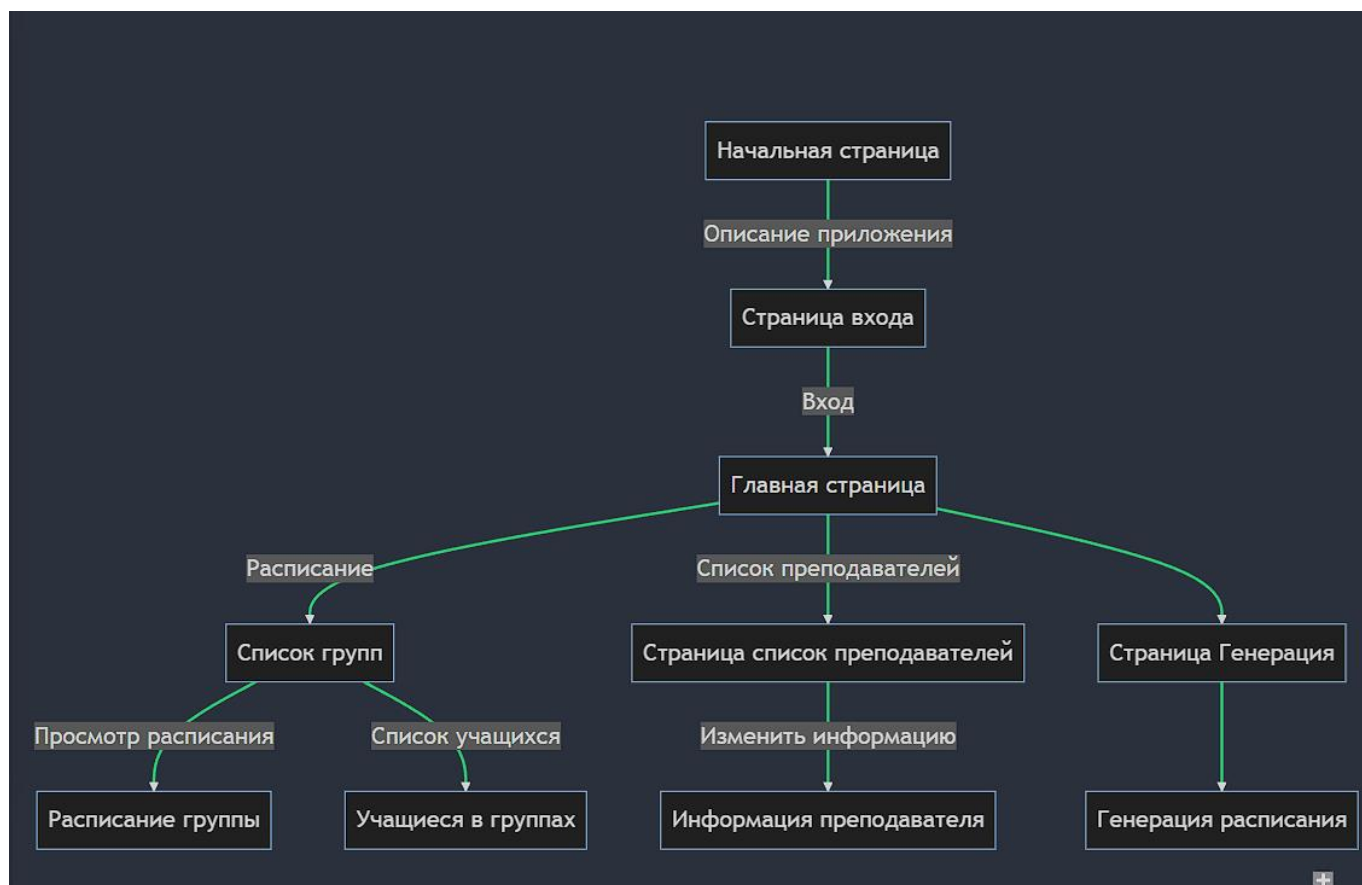 Начальная страница
Описание приложения
Страница входа
Вход
Главная страница
Расписание
Список преподавателей
Список групп
Страница список преподавателей
Страница Генерация
Просмотр расписания
Список учащихся
Изменить информацию
Расписание группы
Учащиеся в группах
Информация преподавателя
Генерация расписания